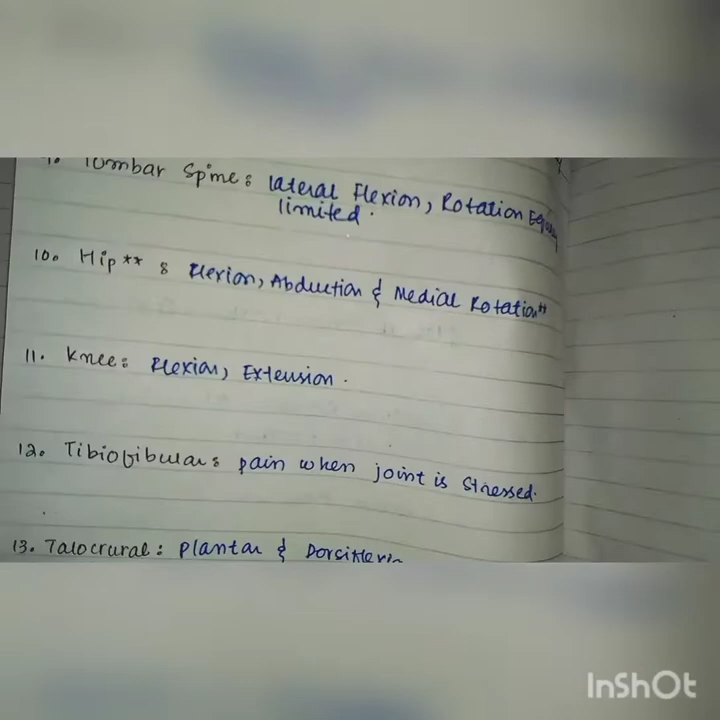 9. lumbar Spine: lateral Flexion, Rotation
limited.
10. Hip** : Flexion, Abduction & Medial Rotation**
11. Knee: Flexion, Extension.
12. Tibiofibular: pain when joint is stressed.
13. Talocrural: Plantar &
InShOt